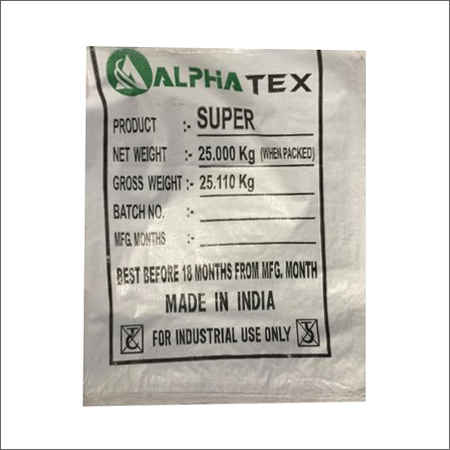 ALPHATEX
PRODUCT :- SUPER
NET WEIGHT :- 25.000 Kg (WHEN PACKED)
GROSS WEIGHT :- 25.110 Kg
BATCH NO. :-
MFG. MONTHS :-
BEST BEFORE 18 MONTHS FROM MFG. MONTH
MADE IN INDIA
FOR INDUSTRIAL USE ONLY